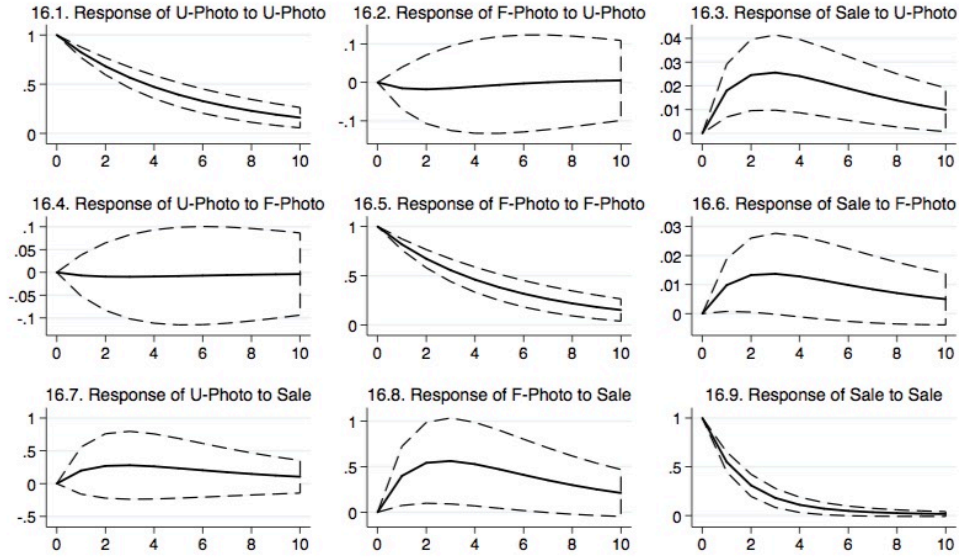 16.1. Response of U-Photo to U-Photo
1
.5
0
0 2 4 6 8 10
16.2. Response of F-Photo to U-Photo
.1
0
-.1
0 2 4 6 8 10
16.3. Response of Sale to U-Photo
.04
.03
.02
.01
0
0 2 4 6 8 10
16.4. Response of U-Photo to F-Photo
.1
.05
0
-.05
-.1
0 2 4 6 8 10
16.5. Response of F-Photo to F-Photo
1
.5
0
0 2 4 6 8 10
16.6. Response of Sale to F-Photo
.03
.02
.01
0
0 2 4 6 8 10
16.7. Response of U-Photo to Sale
1
.5
0
-.5
0 2 4 6 8 10
16.8. Response of F-Photo to Sale
1
.5
0
0 2 4 6 8 10
16.9. Response of Sale to Sale
1
.5
0
0 2 4 6 8 10